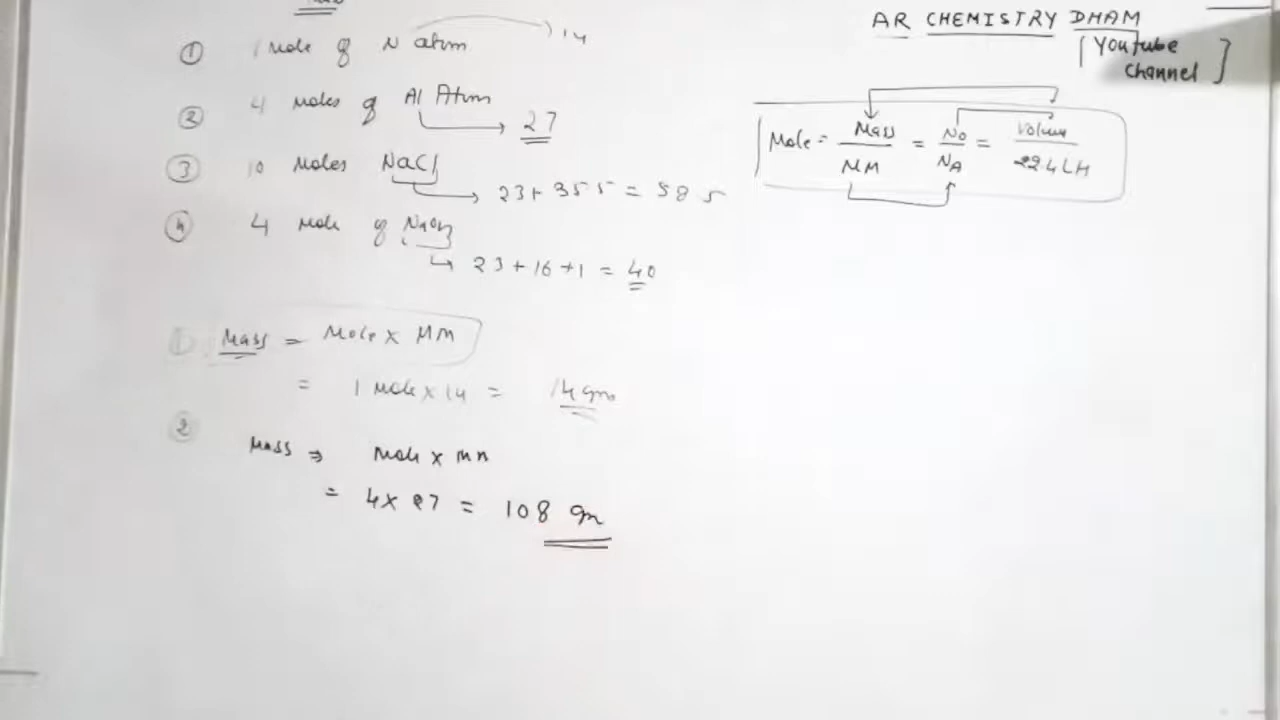 AR CHEMISTRY DHAM
[Youtube
Channel]
① 1 Mole of N atom → 14
② 4 Moles of Al Atom
→ 27
③ 10 Moles NaCl
→ 23+35.5 = 58.5
④ 4 Mole of NaOH
↳ 23+16+1 = 40
Mole = Mass/MM = No/NA = Volume/22.4 LH
① Mass = Mole × MM
= 1 Mole × 14 = 14 gm
② Mass ⇒ Mole × MM
= 4 × 27 = 108 gm